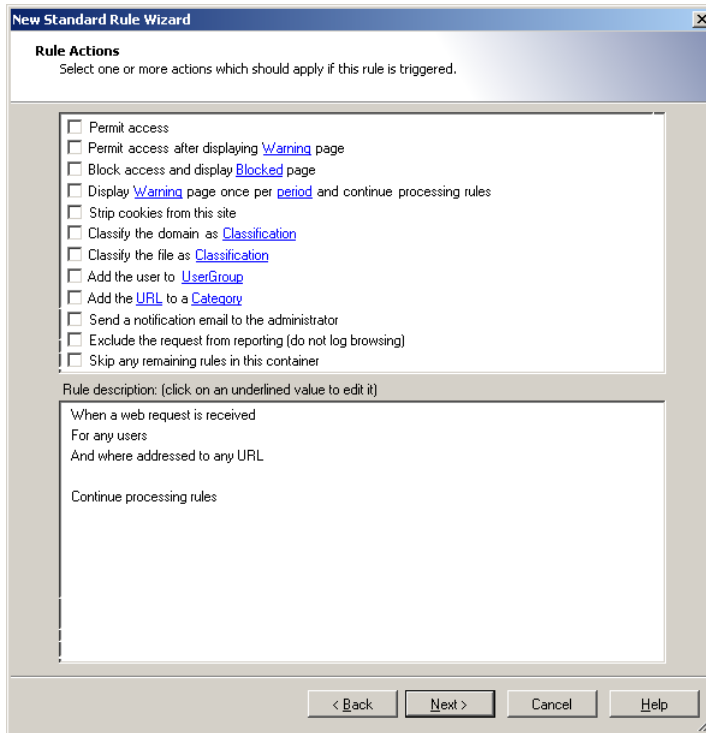 New Standard Rule Wizard
Rule Actions
Select one or more actions which should apply if this rule is triggered.
Permit access
Permit access after displaying Warning page
Block access and display Blocked page
Display Warning page once per period and continue processing rules
Strip cookies from this site
Classify the domain as Classification
Classify the file as Classification
Add the user to UserGroup
Add the URL to a Category
Send a notification email to the administrator
Exclude the request from reporting (do not log browsing)
Skip any remaining rules in this container
Rule description: (click on an underlined value to edit it)
When a web request is received
For any users
And where addressed to any URL
Continue processing rules
< Back Next > Cancel Help